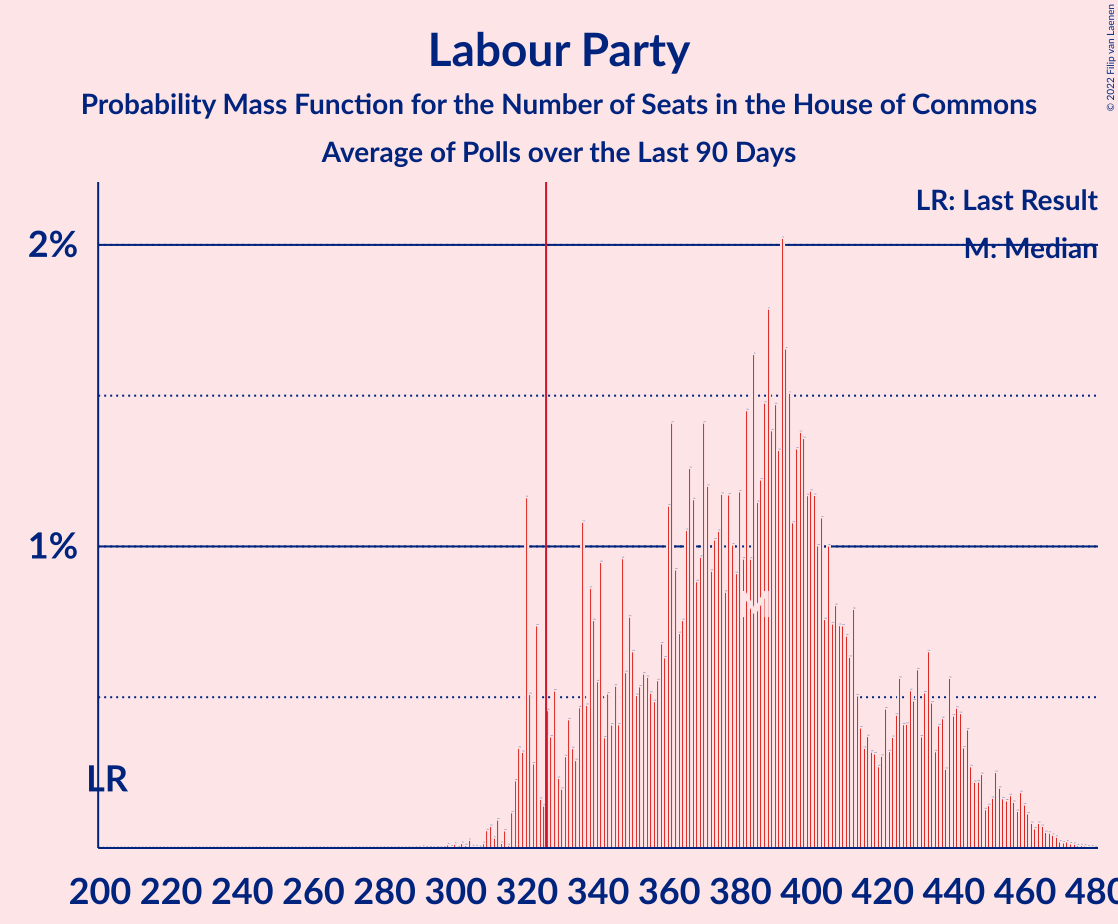 Labour Party
Probability Mass Function for the Number of Seats in the House of Commons
Average of Polls over the Last 90 Days
© 2022 Filip van Laenen
LR: Last Result
M: Median
2%
1%
M
LR
200 220 240 260 280 300 320 340 360 380 400 420 440 460 480